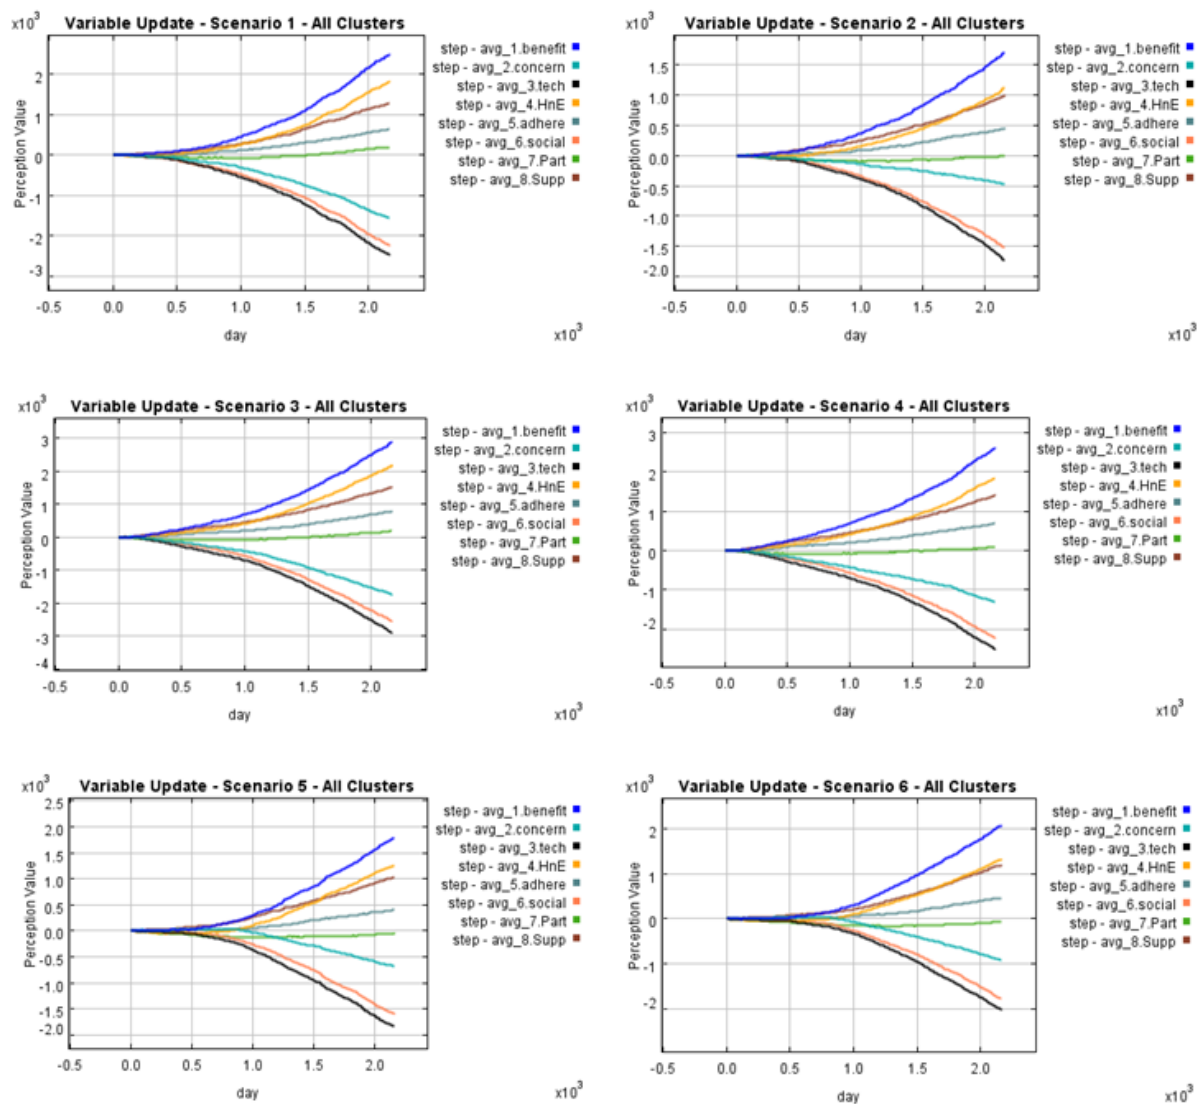 x10³
Variable Update - Scenario 1 - All Clusters
Perception Value
2
1
0
-1
-2
-3
-0.5 0.0 0.5 1.0 1.5 2.0
day
x10³
step - avg_1.benefit
step - avg_2.concern
step - avg_3.tech
step - avg_4.HnE
step - avg_5.adhere
step - avg_6.social
step - avg_7.Part
step - avg_8.Supp
x10³
Variable Update - Scenario 2 - All Clusters
Perception Value
1.5
1.0
0.5
0.0
-0.5
-1.0
-1.5
-2.0
-0.5 0.0 0.5 1.0 1.5 2.0
day
x10³
step - avg_1.benefit
step - avg_2.concern
step - avg_3.tech
step - avg_4.HnE
step - avg_5.adhere
step - avg_6.social
step - avg_7.Part
step - avg_8.Supp
x10³
Variable Update - Scenario 3 - All Clusters
Perception Value
3
2
1
0
-1
-2
-3
-4
-0.5 0.0 0.5 1.0 1.5 2.0
day
x10³
step - avg_1.benefit
step - avg_2.concern
step - avg_3.tech
step - avg_4.HnE
step - avg_5.adhere
step - avg_6.social
step - avg_7.Part
step - avg_8.Supp
x10³
Variable Update - Scenario 4 - All Clusters
Perception Value
3
2
1
0
-1
-2
-0.5 0.0 0.5 1.0 1.5 2.0
day
x10³
step - avg_1.benefit
step - avg_2.concern
step - avg_3.tech
step - avg_4.HnE
step - avg_5.adhere
step - avg_6.social
step - avg_7.Part
step - avg_8.Supp
x10³
Variable Update - Scenario 5 - All Clusters
Perception Value
2.5
2.0
1.5
1.0
0.5
0.0
-0.5
-1.0
-1.5
-2.0
-0.5 0.0 0.5 1.0 1.5 2.0
day
x10³
step - avg_1.benefit
step - avg_2.concern
step - avg_3.tech
step - avg_4.HnE
step - avg_5.adhere
step - avg_6.social
step - avg_7.Part
step - avg_8.Supp
x10³
Variable Update - Scenario 6 - All Clusters
Perception Value
2
1
0
-1
-2
-0.5 0.0 0.5 1.0 1.5 2.0
day
x10³
step - avg_1.benefit
step - avg_2.concern
step - avg_3.tech
step - avg_4.HnE
step - avg_5.adhere
step - avg_6.social
step - avg_7.Part
step - avg_8.Supp